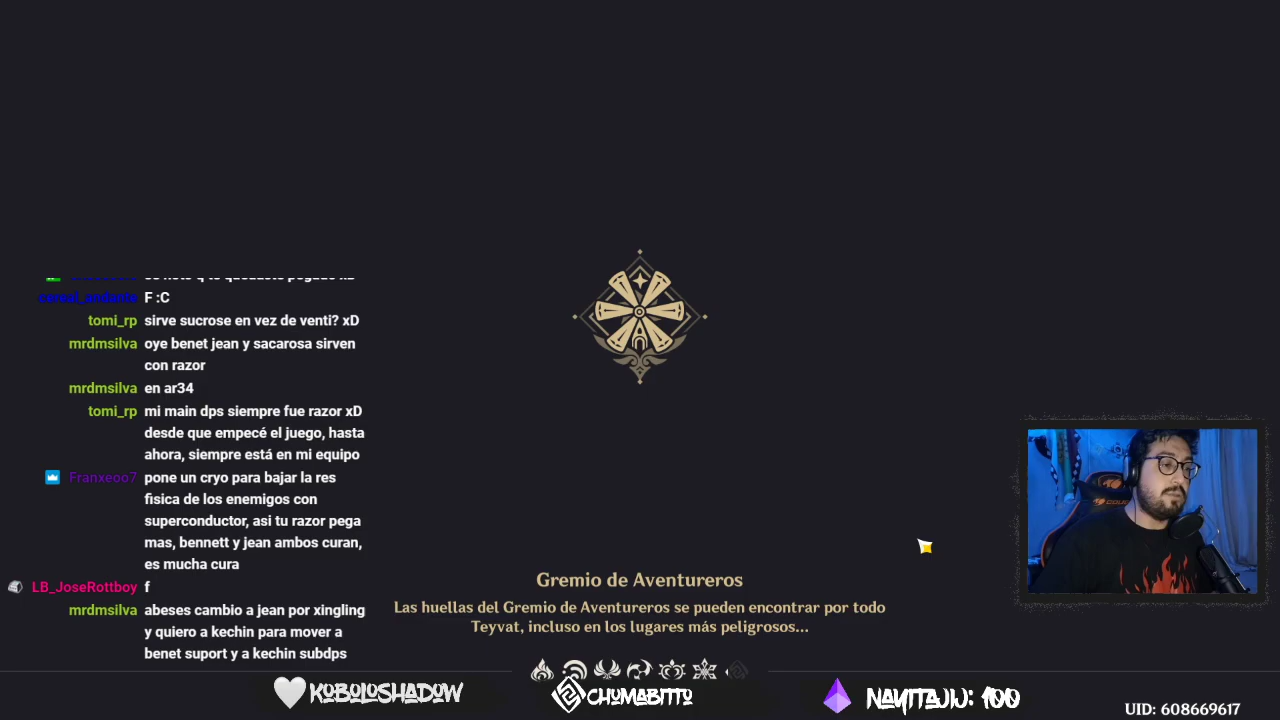 F :C
tomi_rp sirve sucrose en vez de venti? xD
mrdmsilva oye benet jean y sacarosa sirven
con razor
mrdmsilva en ar34
tomi_rp mi main dps siempre fue razor xD
desde que empecé el juego, hasta
ahora, siempre está en mi equipo
Franxeoo7 pone un cryo para bajar la res
fisica de los enemigos con
superconductor, asi tu razor pega
mas, bennett y jean ambos curan,
es mucha cura
LB_JoseRottboy f
mrdmsilva abeses cambio a jean por xingling
y quiero a kechin para mover a
benet suport y a kechin subdps
Gremio de Aventureros
Las huellas del Gremio de Aventureros se pueden encontrar por todo
Teyvat, incluso en los lugares más peligrosos...
KOBOLOSHADOW
CHUMABITTO
NAYITAJIJ: 100
UID: 608669617